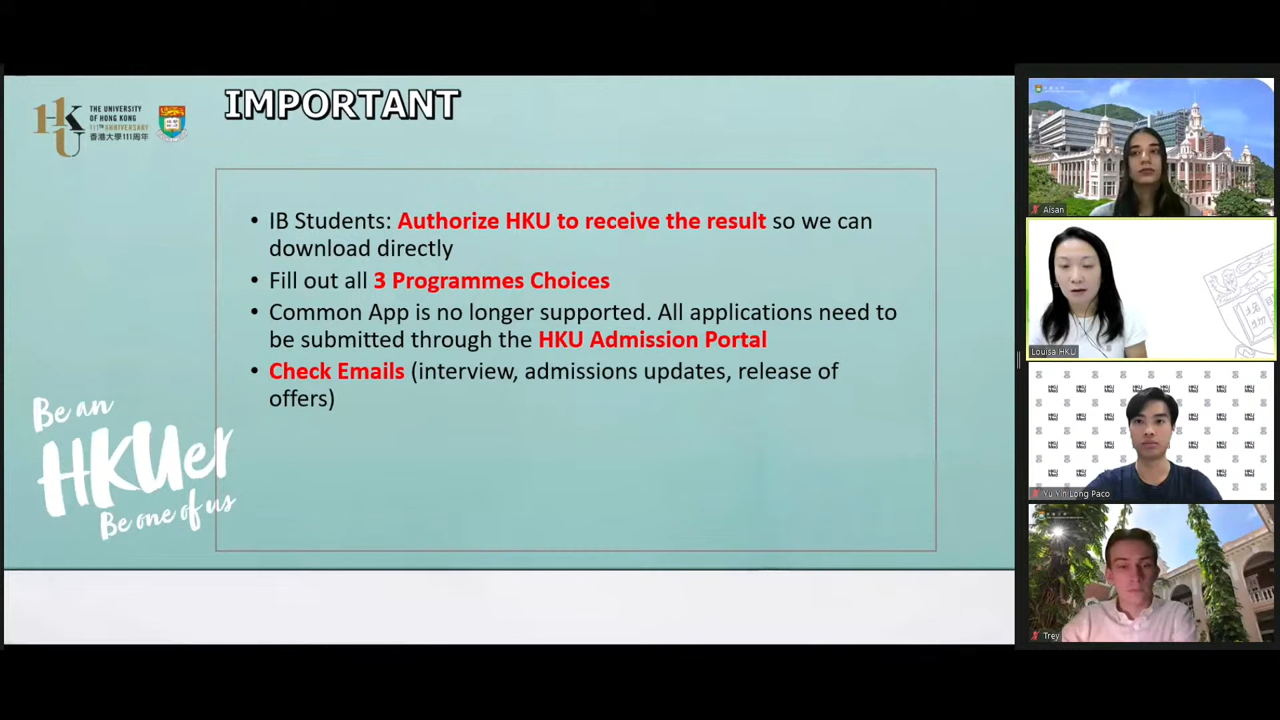 IMPORTANT
HKU
THE UNIVERSITY
OF HONG KONG
111TH ANNIVERSARY
香港大學111周年
• IB Students: Authorize HKU to receive the result so we can
download directly
• Fill out all 3 Programmes Choices
• Common App is no longer supported. All applications need to
be submitted through the HKU Admission Portal
• Check Emails (interview, admissions updates, release of
offers)
Be an
HKUer
Be one of us
Aisan
Louisa HKU
Yu Yin Long Paco
Trey